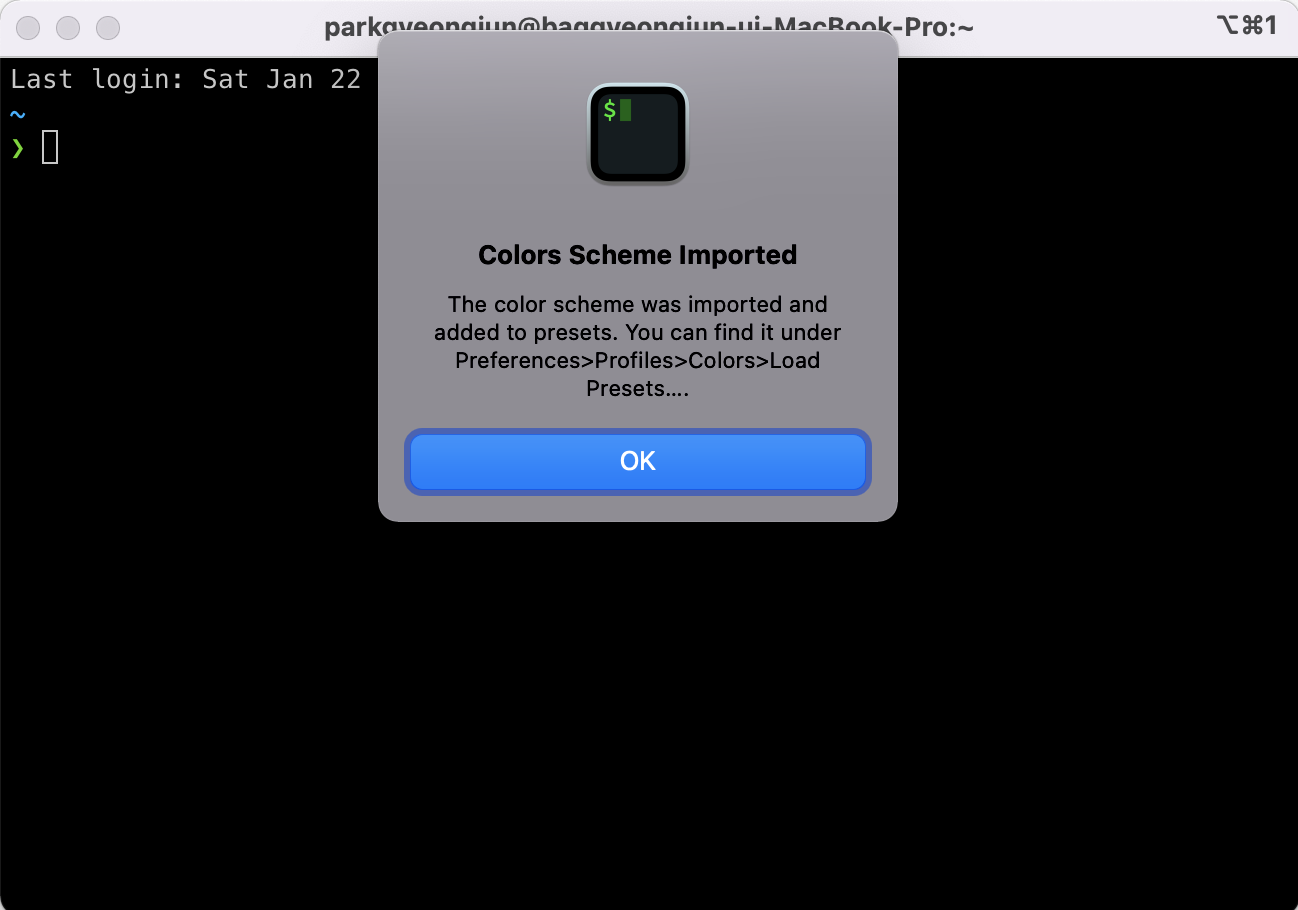 parkgyeongjun@baggyeongjun-ui-MacBook-Pro:~ ⌥⌘1
Last login: Sat Jan 22
~
❯
$
Colors Scheme Imported
The color scheme was imported and
added to presets. You can find it under
Preferences>Profiles>Colors>Load
Presets....
OK